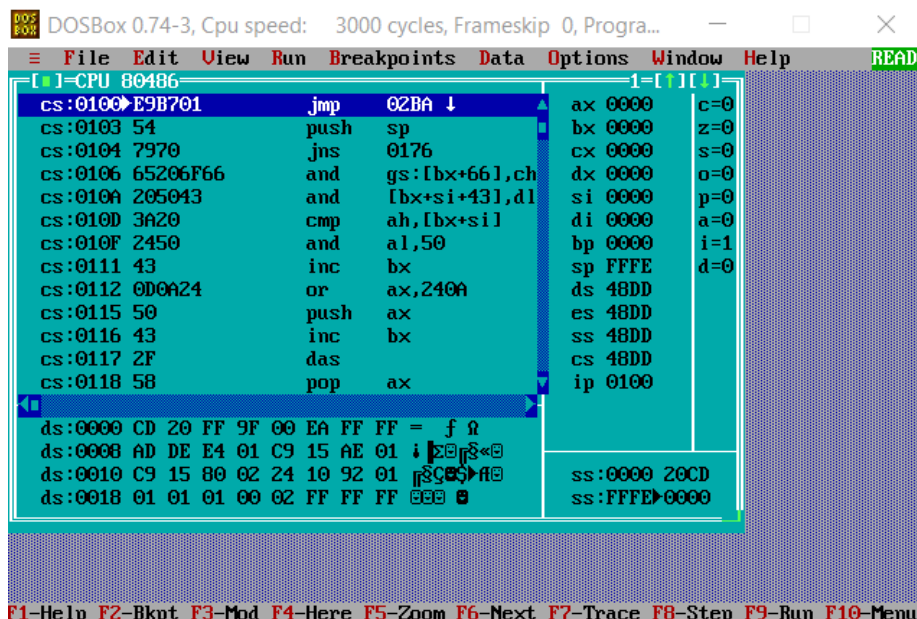 DOSBox 0.74-3, Cpu speed: 3000 cycles, Frameskip 0, Progra...
≡ File Edit View Run Breakpoints Data Options Window Help READ
[■]=CPU 80486 1=[↑][↓]
cs:0100►E9B701 jmp 02BA ↓ ax 0000 c=0
cs:0103 54 push sp bx 0000 z=0
cs:0104 7970 jns 0176 cx 0000 s=0
cs:0106 65206F66 and gs:[bx+66],ch dx 0000 o=0
cs:010A 205043 and [bx+si+43],dl si 0000 p=0
cs:010D 3A20 cmp ah,[bx+si] di 0000 a=0
cs:010F 2450 and al,50 bp 0000 i=1
cs:0111 43 inc bx sp FFFE d=0
cs:0112 0D0A24 or ax,240A ds 48DD
cs:0115 50 push ax es 48DD
cs:0116 43 inc bx ss 48DD
cs:0117 2F das cs 48DD
cs:0118 58 pop ax ip 0100
ds:0000 CD 20 FF 9F 00 EA FF FF = ƒ Ω
ds:0008 AD DE E4 01 C9 15 AE 01 ¡▐Σ☺╔§«☺
ds:0010 C9 15 80 02 24 10 92 01 ╔§Ç☻$►Æ☺ ss:0000 20CD
ds:0018 01 01 01 00 02 FF FF FF ☺☺☺ ☻ ss:FFFE►0000
F1-Help F2-Bkpt F3-Mod F4-Here F5-Zoom F6-Next F7-Trace F8-Step F9-Run F10-Menu